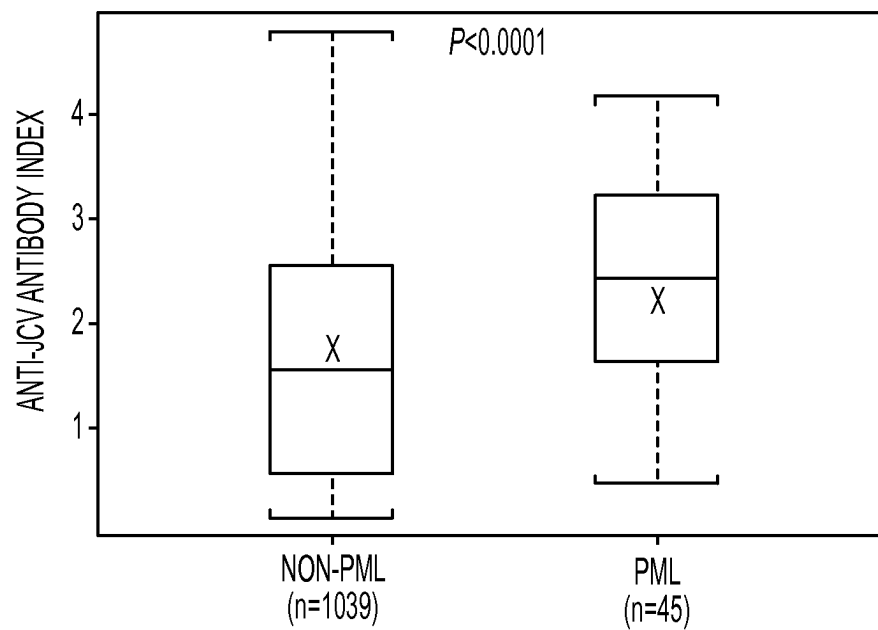 P<0.0001
ANTI-JCV ANTIBODY INDEX
4
3
2
1
X
X
NON-PML
(n=1039)
PML
(n=45)